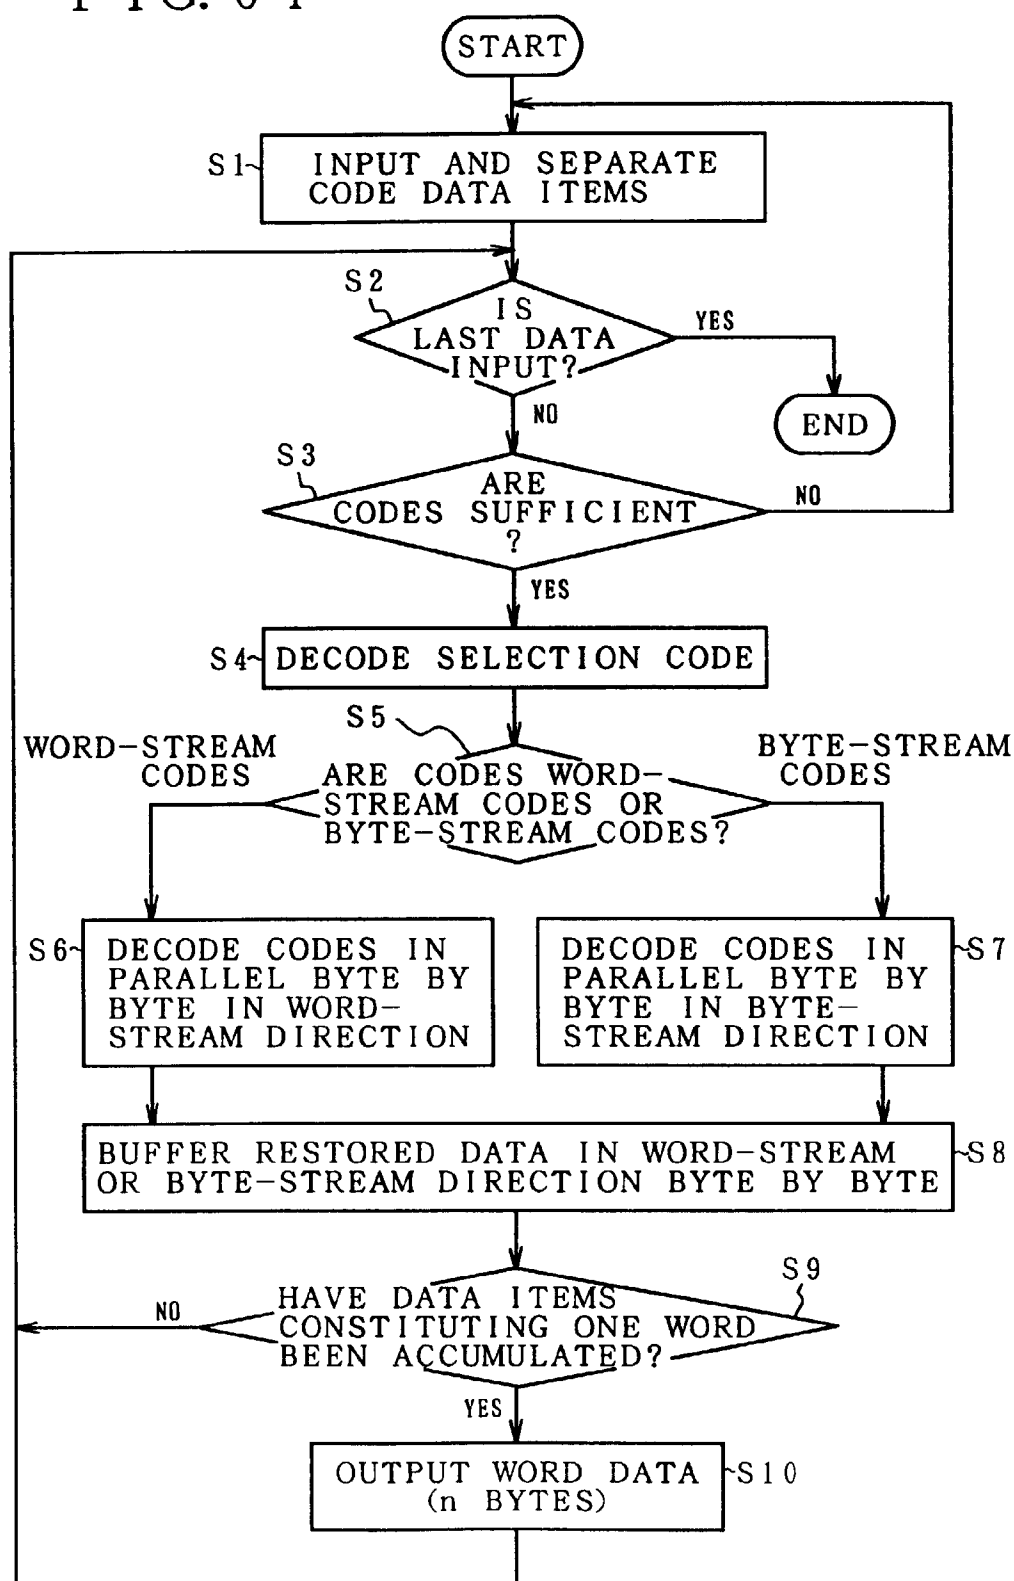 START
S1
INPUT AND SEPARATE
CODE DATA ITEMS
S2
IS
LAST DATA
INPUT?
YES
NO
END
S3
ARE
CODES SUFFICIENT
?
NO
YES
S4
DECODE SELECTION CODE
S5
WORD-STREAM
CODES
ARE CODES WORD-
STREAM CODES OR
BYTE-STREAM CODES?
BYTE-STREAM
CODES
S6
DECODE CODES IN
PARALLEL BYTE BY
BYTE IN WORD-
STREAM DIRECTION
DECODE CODES IN
PARALLEL BYTE BY
BYTE IN BYTE-
STREAM DIRECTION
S7
BUFFER RESTORED DATA IN WORD-STREAM
OR BYTE-STREAM DIRECTION BYTE BY BYTE
S8
S9
NO
HAVE DATA ITEMS
CONSTITUTING ONE WORD
BEEN ACCUMULATED?
YES
OUTPUT WORD DATA
(n BYTES)
S10